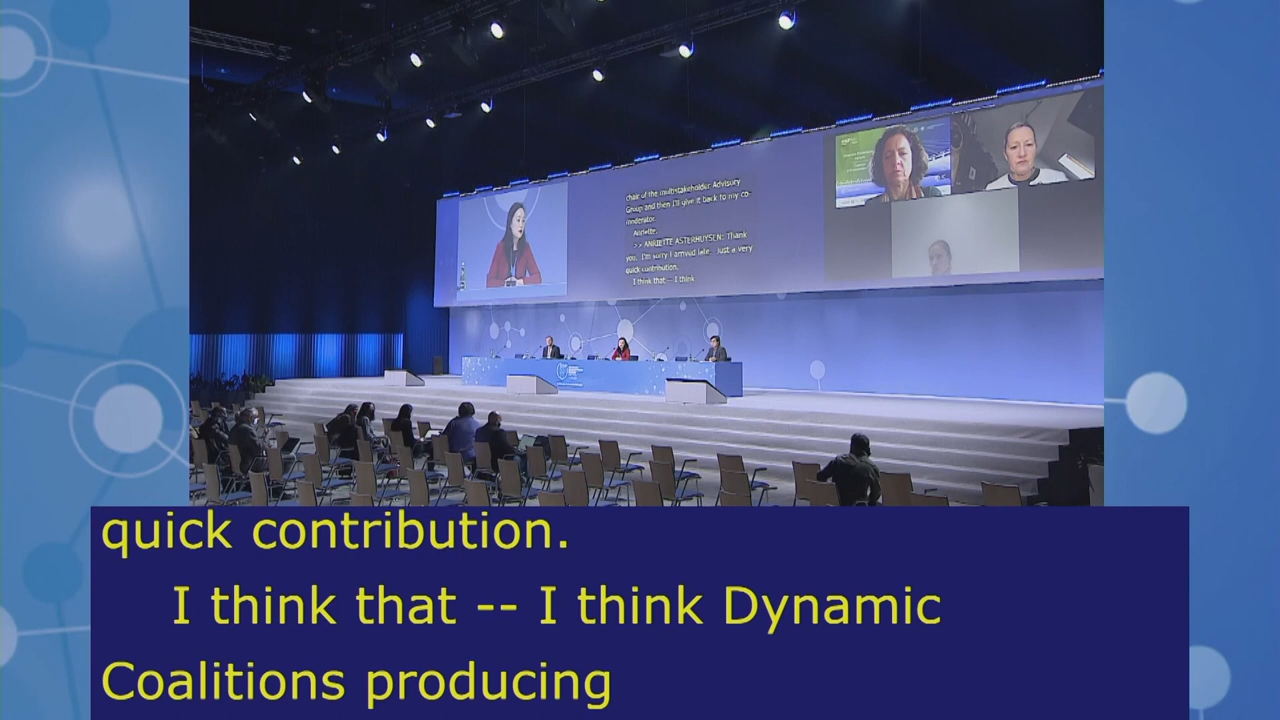 chair of the multistakeholder Advisory
Group and then I'll give it back to my co-
moderator.
Anriette.
>> ANRIETTE ASTERHUYSEN: Thank
you. I'm sorry I arrived late. Just a very
quick contribution.
I think that -- I think
quick contribution.
I think that -- I think Dynamic
Coalitions producing